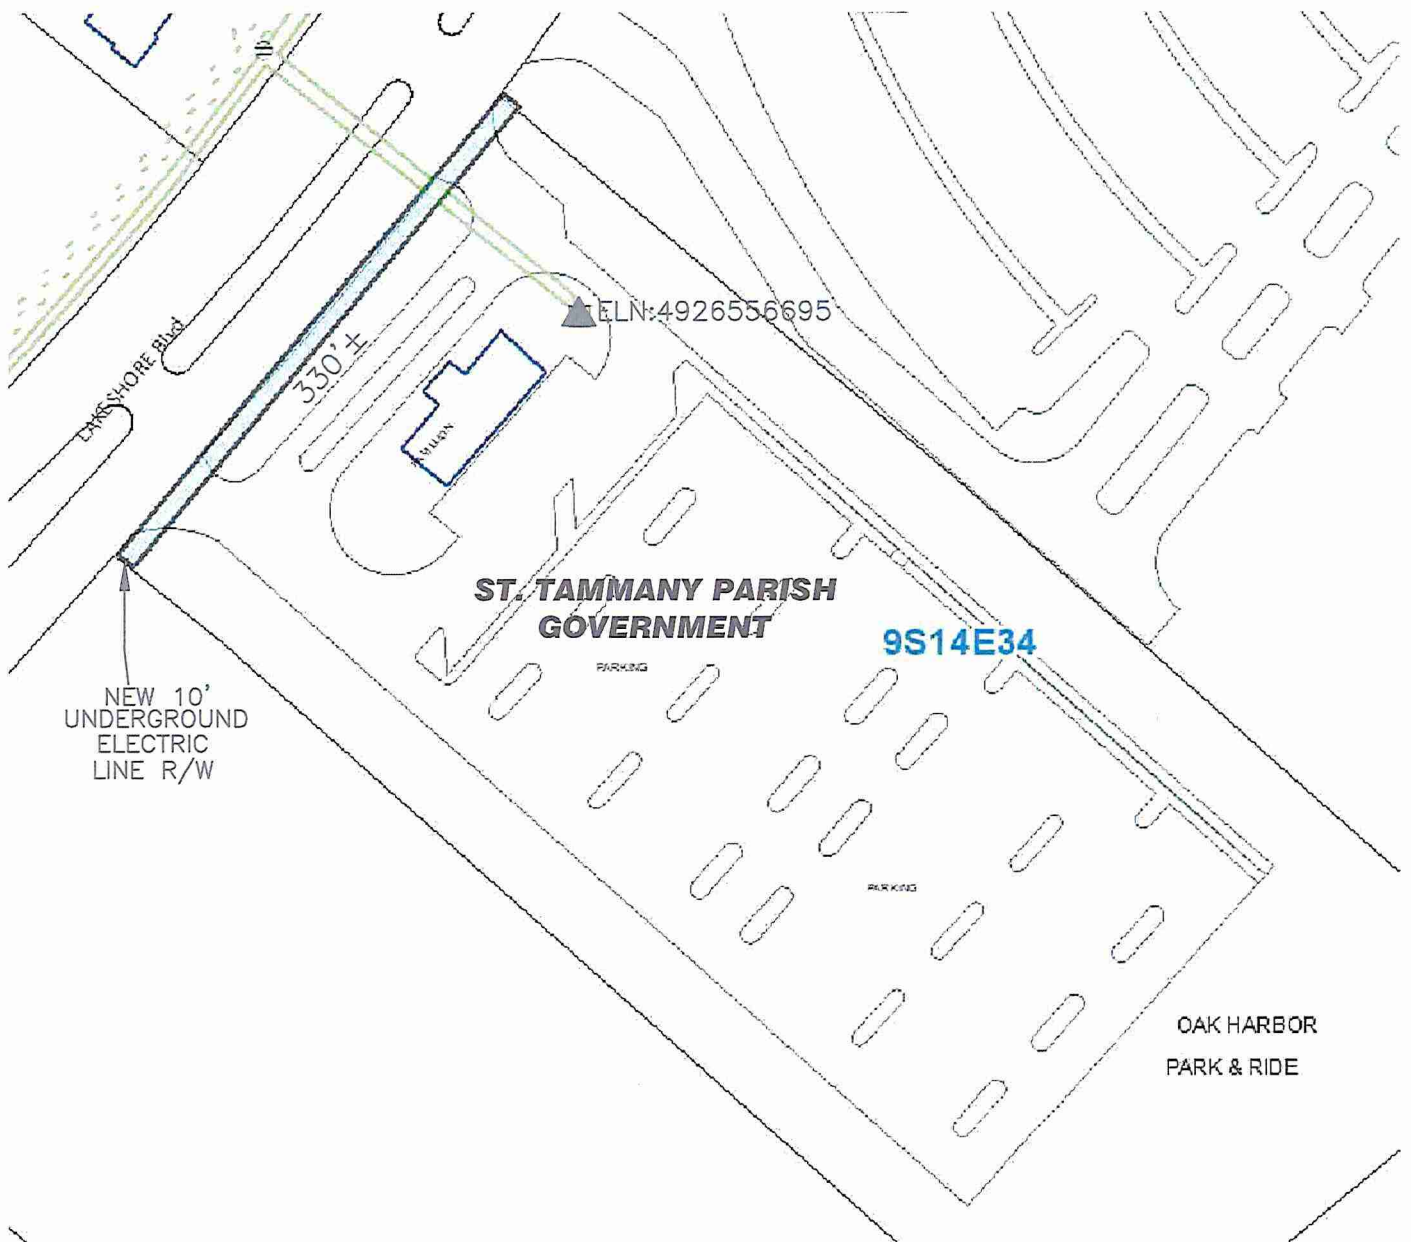 ELN:4926556695
LAKESHORE Blvd
330' ±
PAVILION
ST. TAMMANY PARISH
GOVERNMENT
9S14E34
PARKING
NEW 10'
UNDERGROUND
ELECTRIC
LINE R/W
PARKING
OAK HARBOR
PARK & RIDE